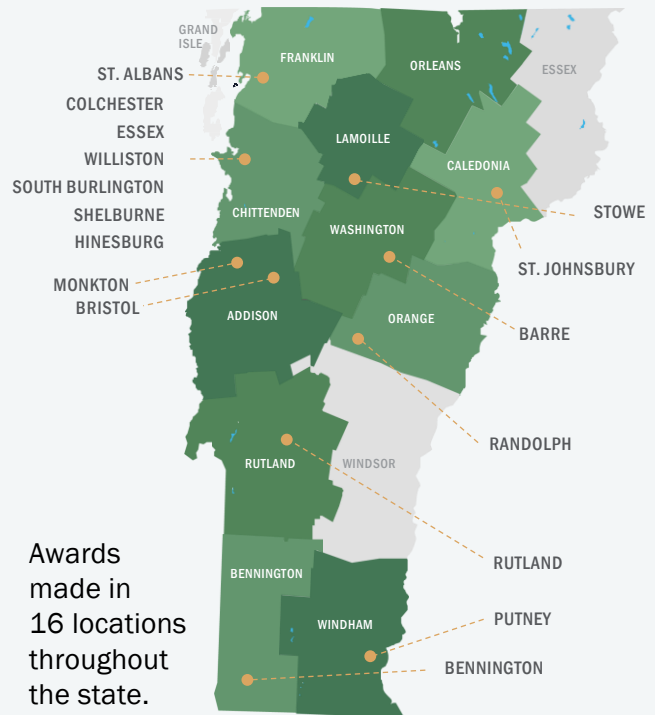 GRAND
ISLE
FRANKLIN
ORLEANS
ESSEX
ST. ALBANS
COLCHESTER
ESSEX
WILLISTON
SOUTH BURLINGTON
SHELBURNE
HINESBURG
LAMOILLE
CALEDONIA
CHITTENDEN
WASHINGTON
STOWE
ST. JOHNSBURY
MONKTON
BRISTOL
ADDISON
ORANGE
BARRE
RANDOLPH
RUTLAND
WINDSOR
RUTLAND
BENNINGTON
WINDHAM
PUTNEY
BENNINGTON
Awards
made in
16 locations
throughout
the state.